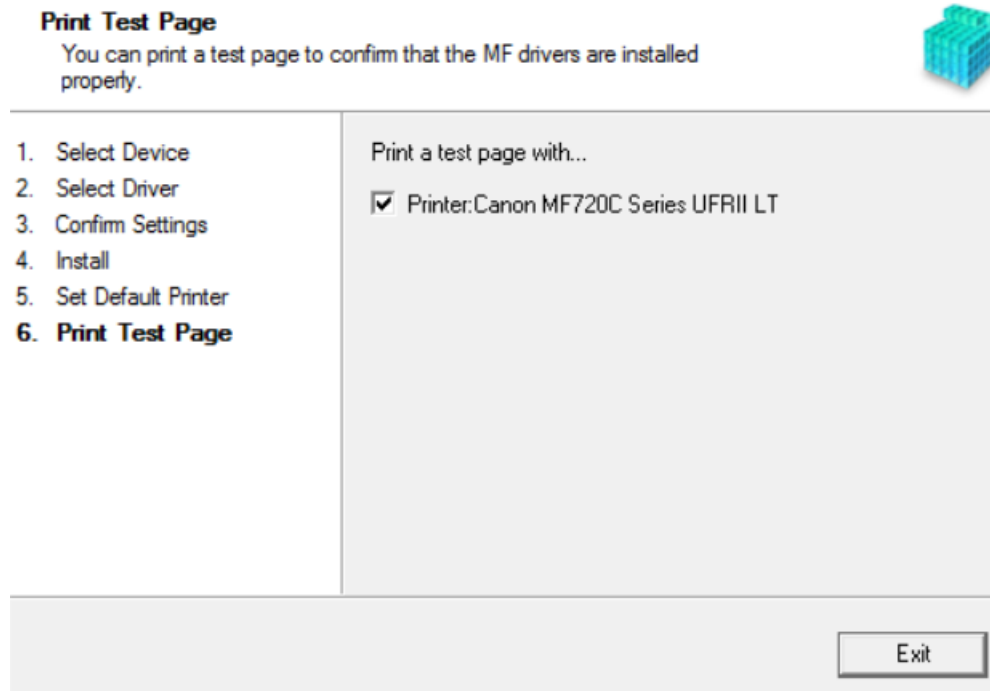 Print Test Page
You can print a test page to confirm that the MF drivers are installed
properly.
1. Select Device
2. Select Driver
3. Confirm Settings
4. Install
5. Set Default Printer
6. Print Test Page
Print a test page with...
Printer:Canon MF720C Series UFRII LT
Exit